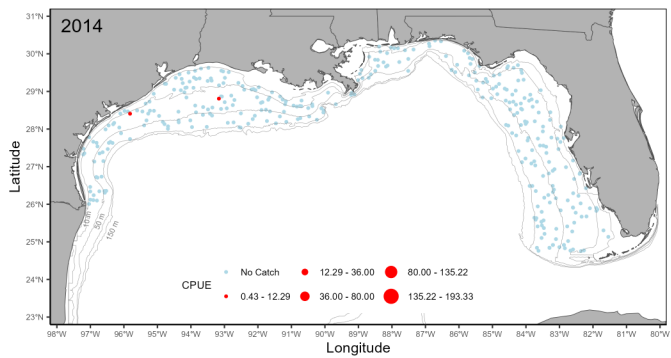 2014
31°N
30°N
29°N
28°N
27°N
26°N
25°N
24°N
23°N
Latitude
10 m
50 m
150 m
CPUE
No Catch
12.29 - 36.00
80.00 - 135.22
0.43 - 12.29
36.00 - 80.00
135.22 - 193.33
98°W 97°W 96°W 95°W 94°W 93°W 92°W 91°W 90°W 89°W 88°W 87°W 86°W 85°W 84°W 83°W 82°W 81°W 80°W
Longitude